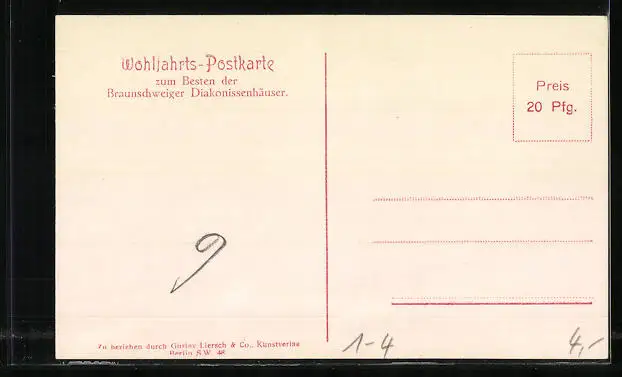 Wohlfahrts-Postkarte
zum Besten der
Braunschweiger Diakonissenhäuser.
Preis
20 Pfg.
9
Zu beziehen durch Gustav Liersch & Co., Kunstverlag
Berlin S.W. 48
1-4
4,-